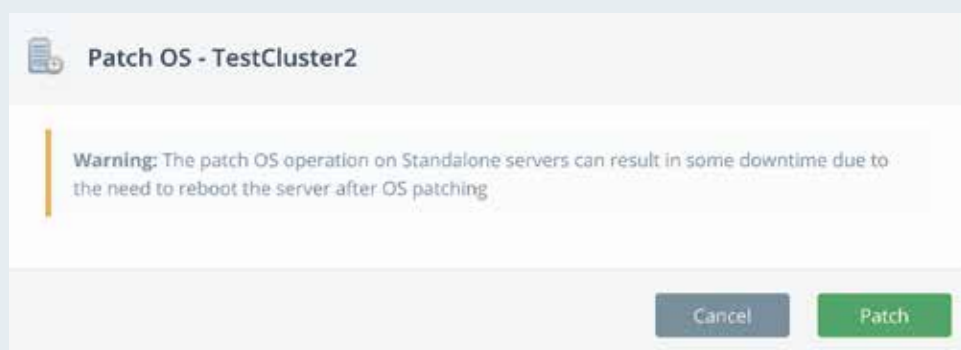 Patch OS - TestCluster2
Warning: The patch OS operation on Standalone servers can result in some downtime due to
the need to reboot the server after OS patching
Cancel
Patch